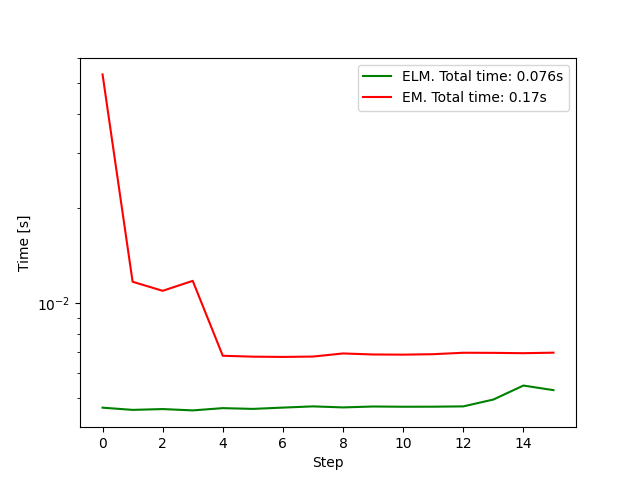 ELM. Total time: 0.076s
EM. Total time: 0.17s
Time [s]
10⁻²
0 2 4 6 8 10 12 14
Step